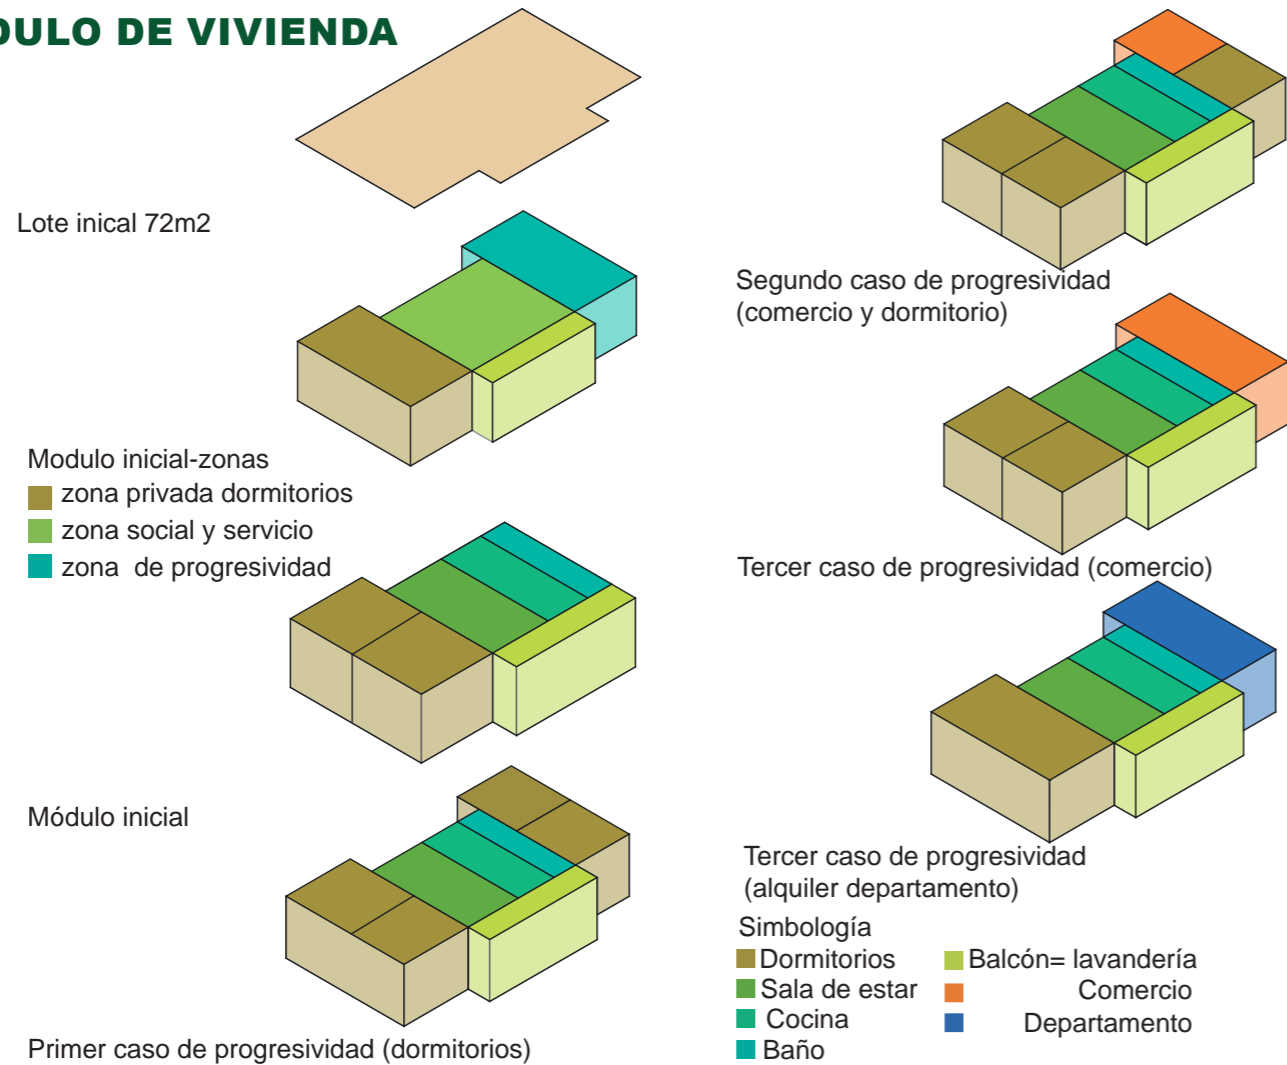 DULO DE VIVIENDA
Lote inical 72m2
Modulo inicial-zonas
zona privada dormitorios
zona social y servicio
zona de progresividad
Módulo inicial
Primer caso de progresividad (dormitorios)
Segundo caso de progresividad
(comercio y dormitorio)
Tercer caso de progresividad (comercio)
Tercer caso de progresividad
(alquiler departamento)
Simbología
Dormitorios
Sala de estar
Cocina
Baño
Balcón= lavandería
Comercio
Departamento